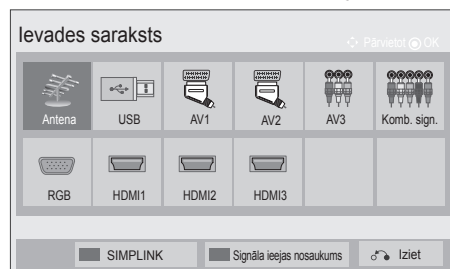 Ievades saraksts
Pārvietot OK
Antena USB AV1 AV2 AV3 Komb. sign.
RGB HDMI1 HDMI2 HDMI3
SIMPLINK Signāla ieejas nosaukums Iziet